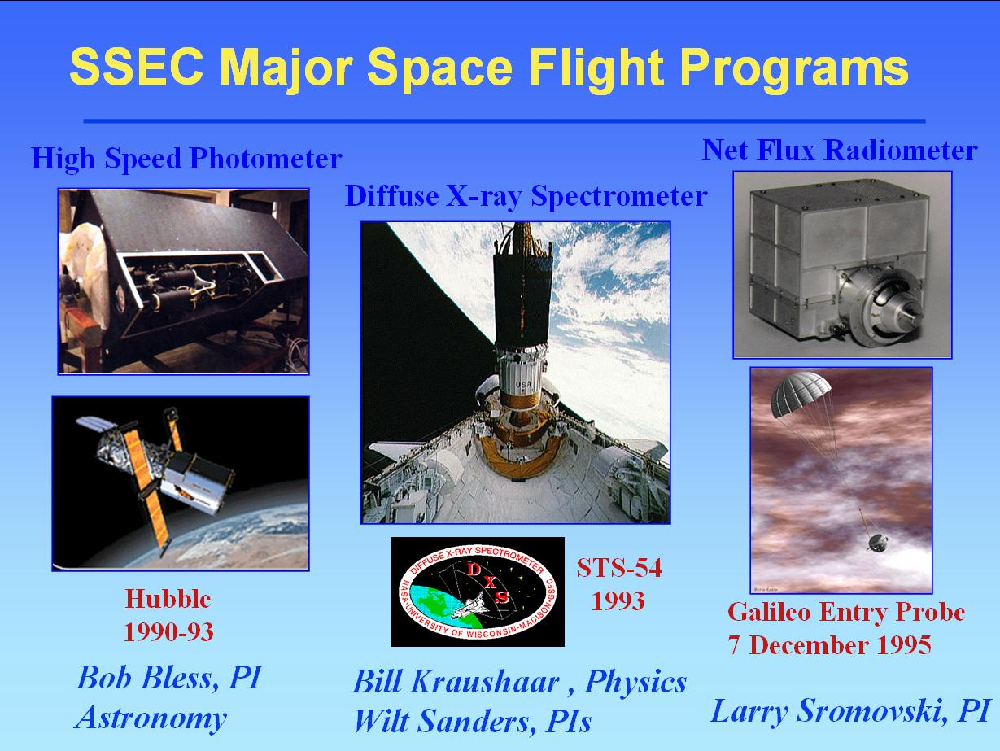 SSEC Major Space Flight Programs
High Speed Photometer
Diffuse X-ray Spectrometer
Net Flux Radiometer
USA
Hubble
1990-93
Bob Bless, PI
Astronomy
DIFFUSE X-RAY SPECTROMETER
DXS
NASA·UNIVERSITY OF WISCONSIN-MADISON·GSFC
STS-54
1993
Bill Kraushaar , Physics
Wilt Sanders, PIs
Galileo Entry Probe
7 December 1995
Larry Sromovski, PI